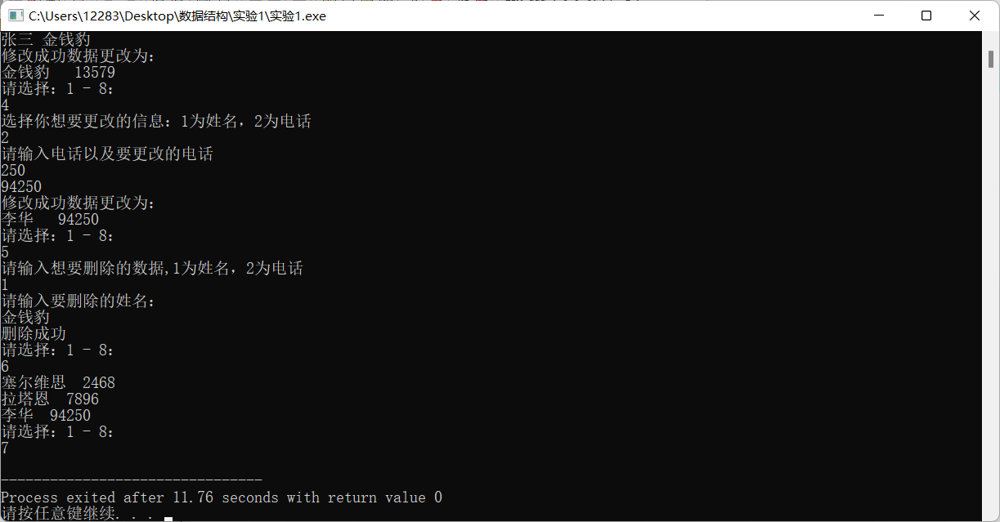 C:\Users\12283\Desktop\数据结构\实验1\实验1.exe
张三 金钱豹
修改成功数据更改为:
金钱豹   13579
请选择: 1 - 8:
4
选择你想要更改的信息: 1为姓名, 2为电话
2
请输入电话以及要更改的电话
250
94250
修改成功数据更改为:
李华   94250
请选择: 1 - 8:
5
请输入想要删除的数据,1为姓名, 2为电话
1
请输入要删除的姓名:
金钱豹
删除成功
请选择: 1 - 8:
6
塞尔维思  2468
拉塔恩  7896
李华  94250
请选择: 1 - 8:
7
--------------------------------
Process exited after 11.76 seconds with return value 0
请按任意键继续. . .